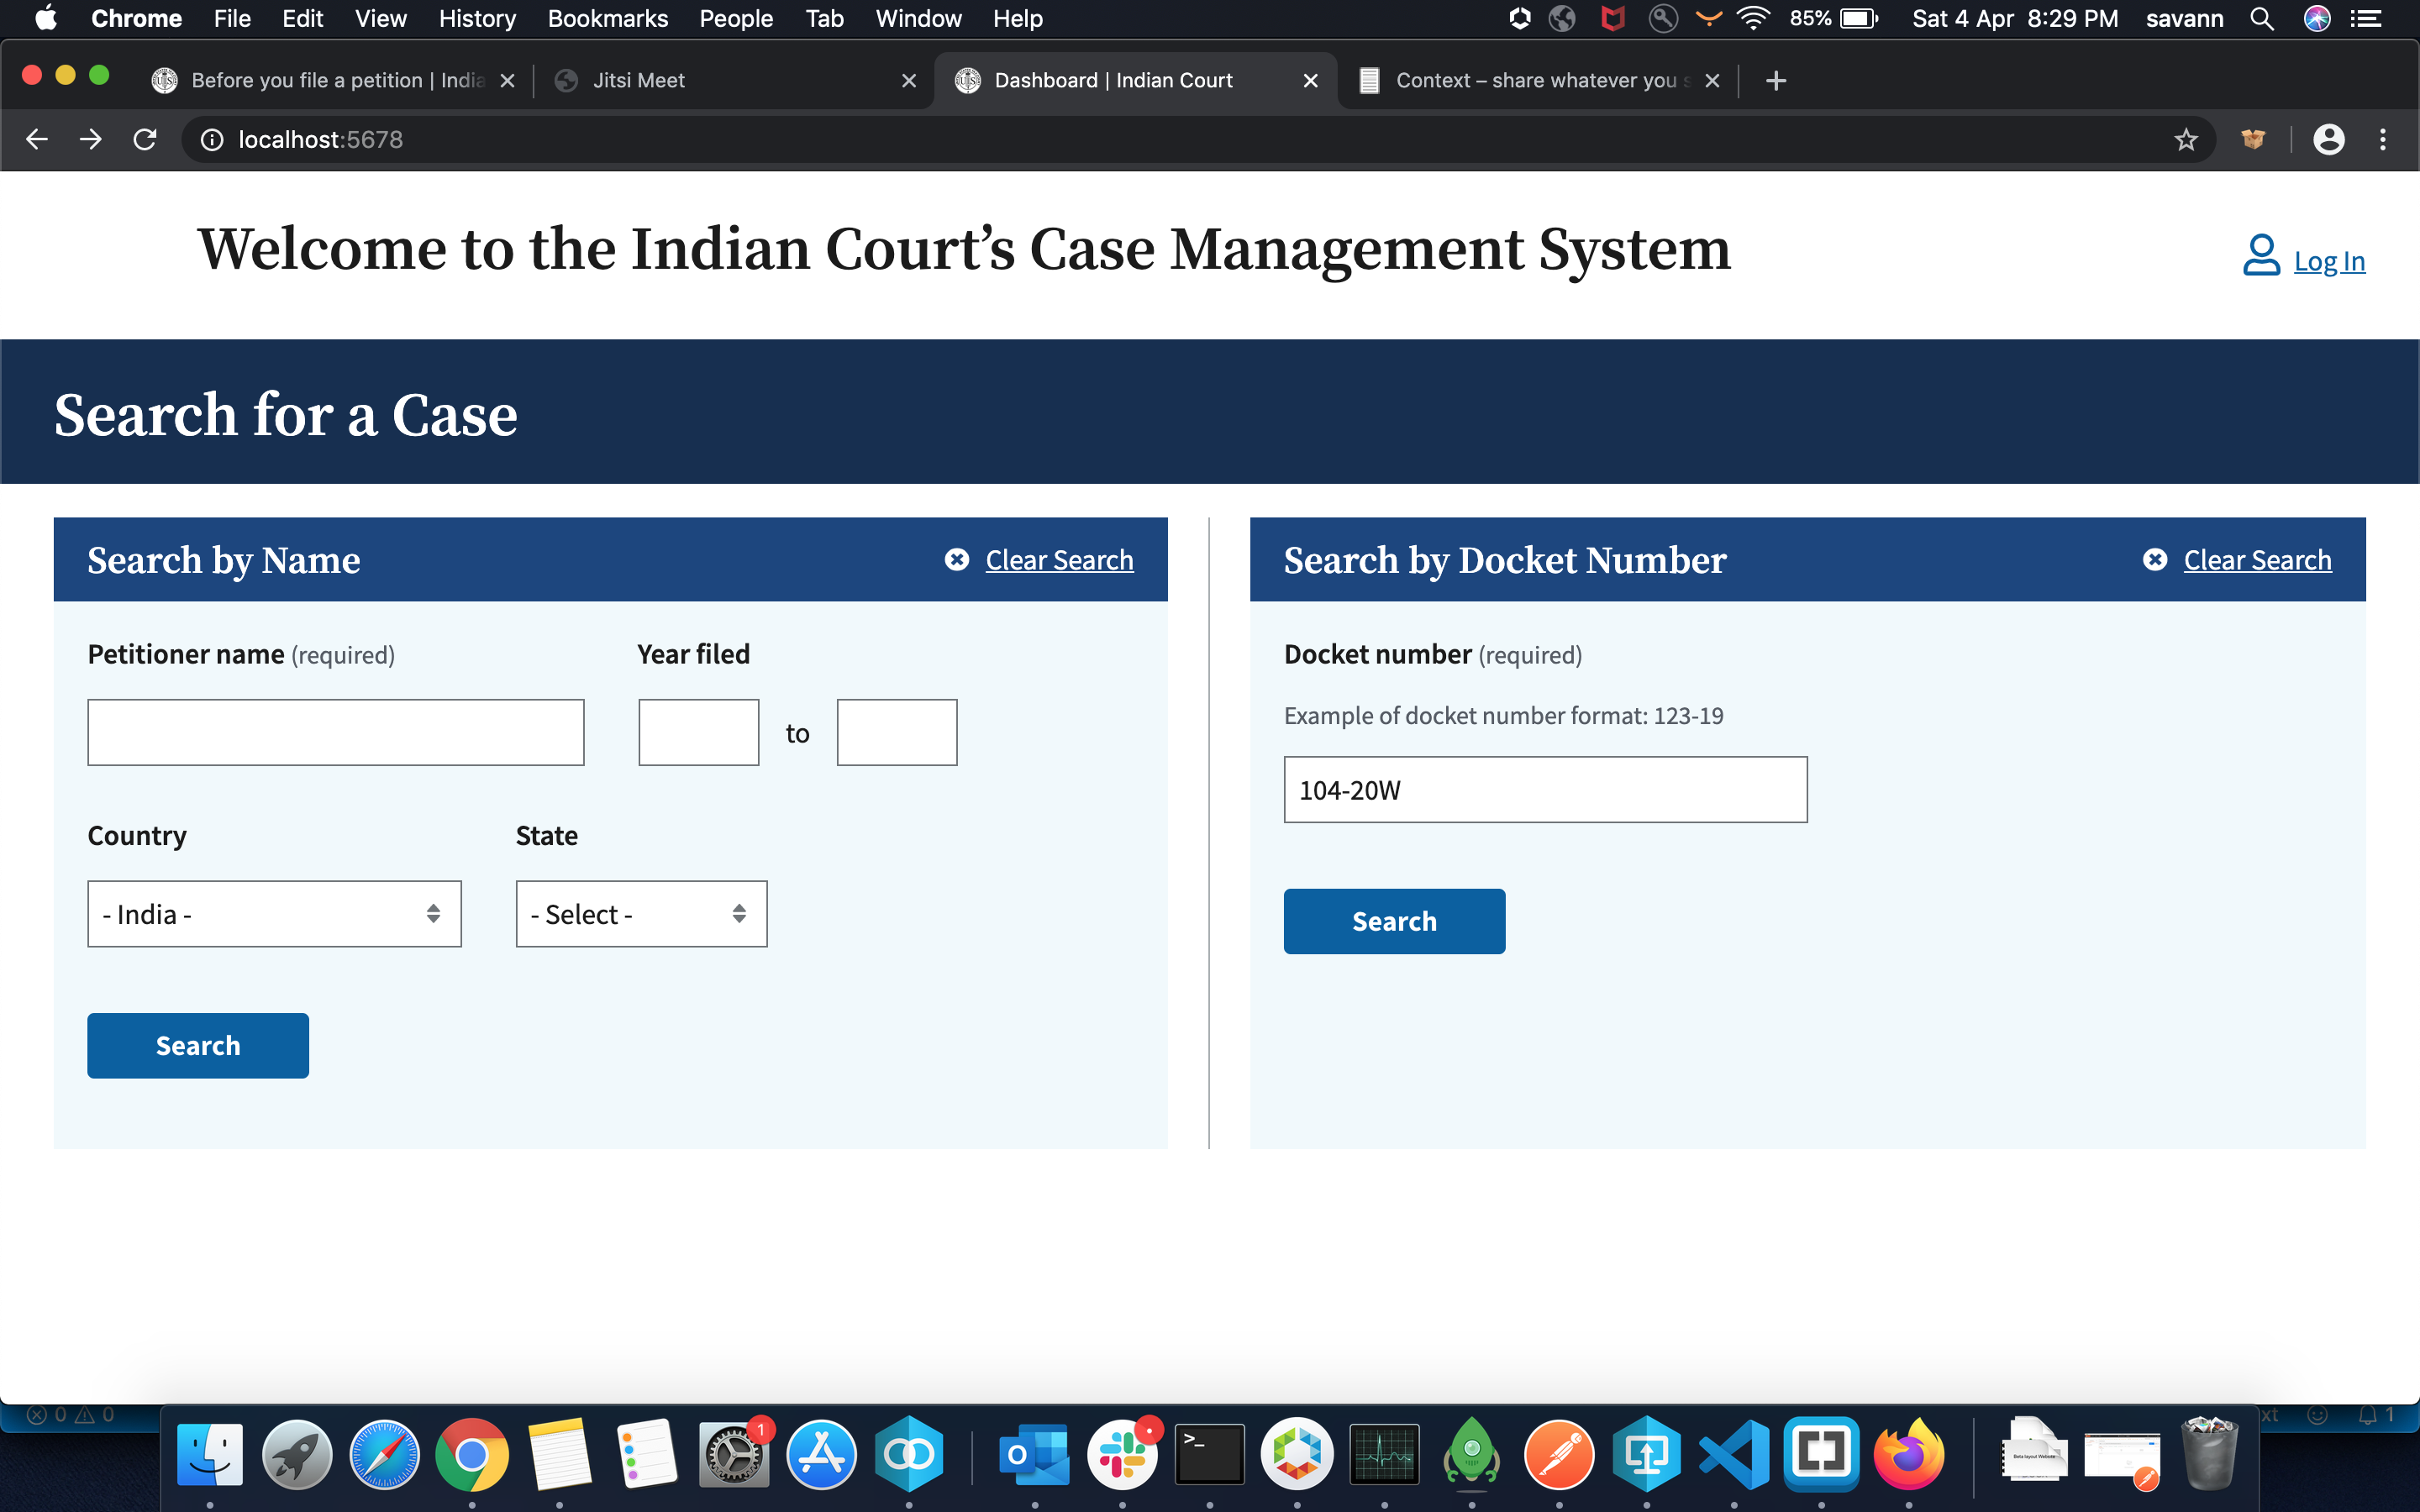 Chrome File Edit View History Bookmarks People Tab Window Help 85% Sat 4 Apr 8:29 PM savann
Before you file a petition | India Jitsi Meet Dashboard | Indian Court Context – share whatever you s
localhost:5678
Welcome to the Indian Court’s Case Management System
Log In
Search for a Case
Search by Name Clear Search
Petitioner name (required) Year filed
to
Country State
- India - - Select -
Search
Search by Docket Number Clear Search
Docket number (required)
Example of docket number format: 123-19
104-20W
Search
0 0
xt 1
1